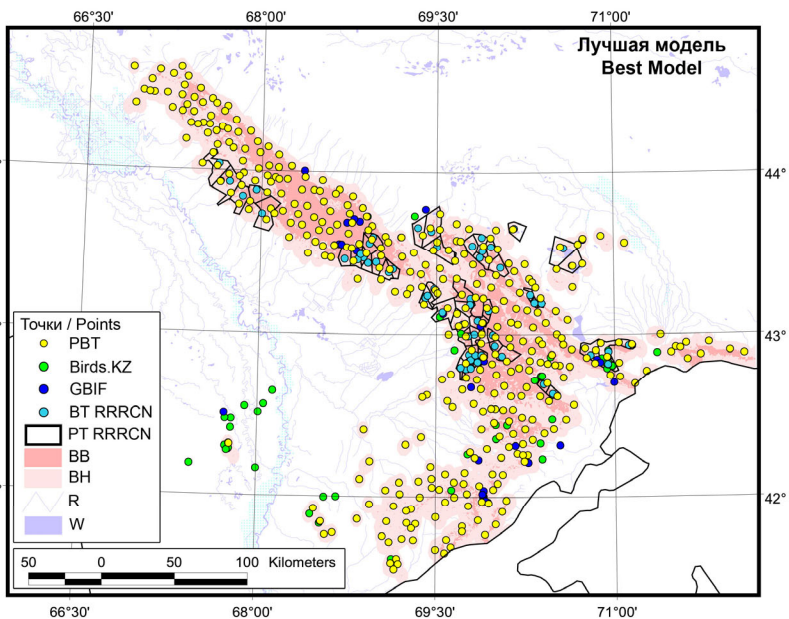 66°30' 68°00' 69°30' 71°00'
Лучшая модель
Best Model
44°
43°
42°
Точки / Points
PBT
Birds.KZ
GBIF
BT RRRCN
PT RRRCN
BB
BH
R
W
50 0 50 100 Kilometers
66°30' 68°00' 69°30' 71°00'